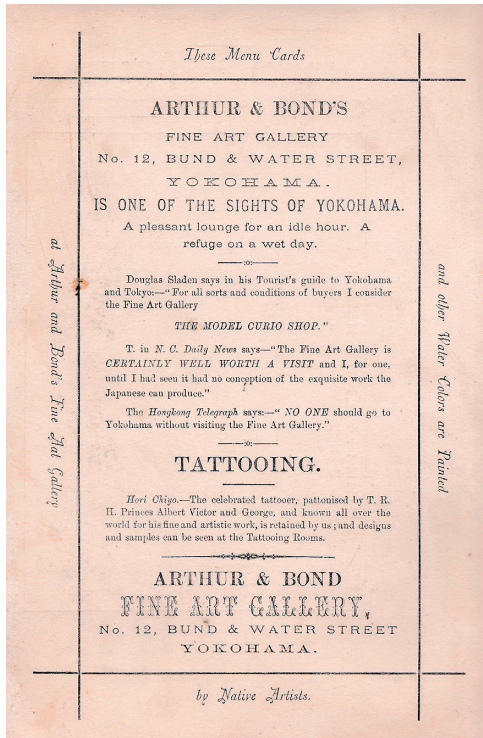 These Menu Cards
and other Water Colors are Painted
by Native Artists.
at Arthur and Bond's Fine Aat Gallery
ARTHUR & BOND'S
FINE ART GALLERY
No. 12, BUND & WATER STREET,
YOKOHAMA.
IS ONE OF THE SIGHTS OF YOKOHAMA.
A pleasant lounge for an idle hour. A
refuge on a wet day.
Douglas Sladen says in his Tourist's guide to Yokohama
and Tokyo:—"For all sorts and conditions of buyers I consider
the Fine Art Gallery
THE MODEL CURIO SHOP."
T. in N. C. Daily News says—"The Fine Art Gallery is
CERTAINLY WELL WORTH A VISIT and I, for one,
until I had seen it had no conception of the exquisite work the
Japanese can produce."
The Hongkong Telegraph says:—" NO ONE should go to
Yokohama without visiting the Fine Art Gallery."
TATTOOING.
Hori Chiyo.—The celebrated tattooer, pattonised by T. R.
H. Princes Albert Victor and George, and known all over the
world for his fine and artistic work, is retained by us; and designs
and samples can be seen at the Tattooing Rooms.
ARTHUR & BOND
FINE ART GALLERY,
No. 12, BUND & WATER STREET
YOKOHAMA.